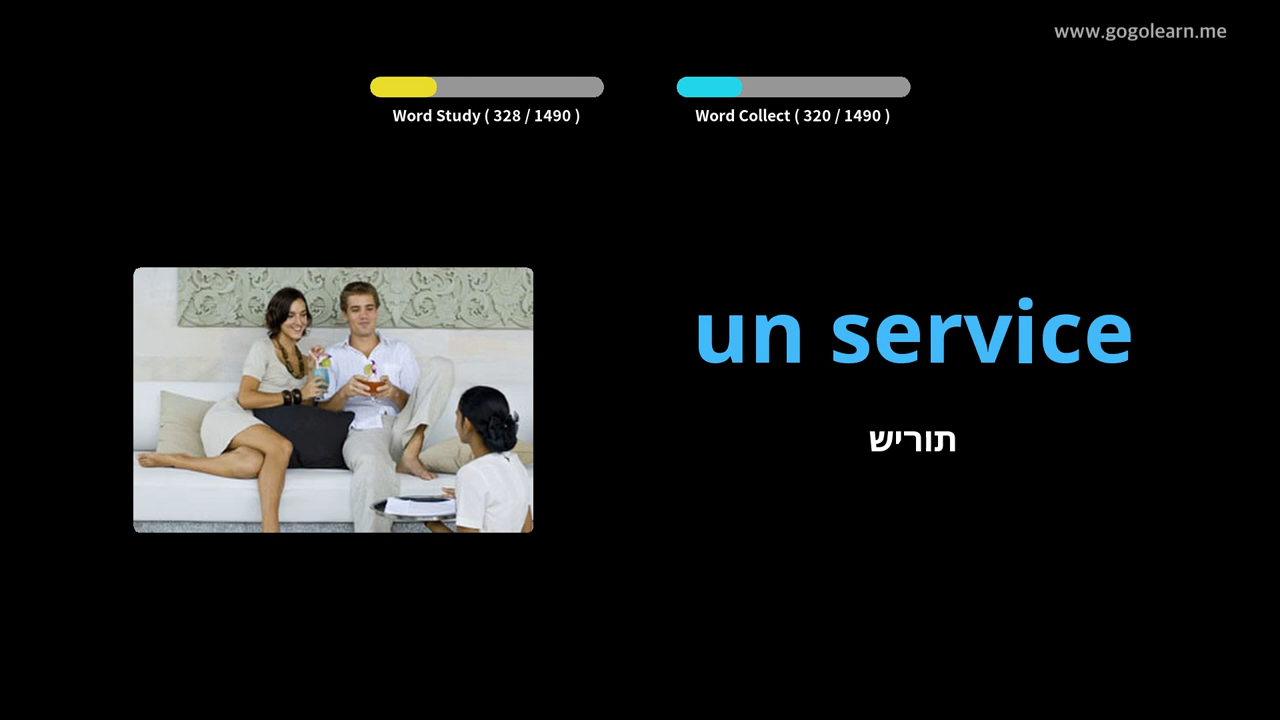 www.gogolearn.me
Word Study ( 328 / 1490 )
Word Collect ( 320 / 1490 )
un service
תוריש